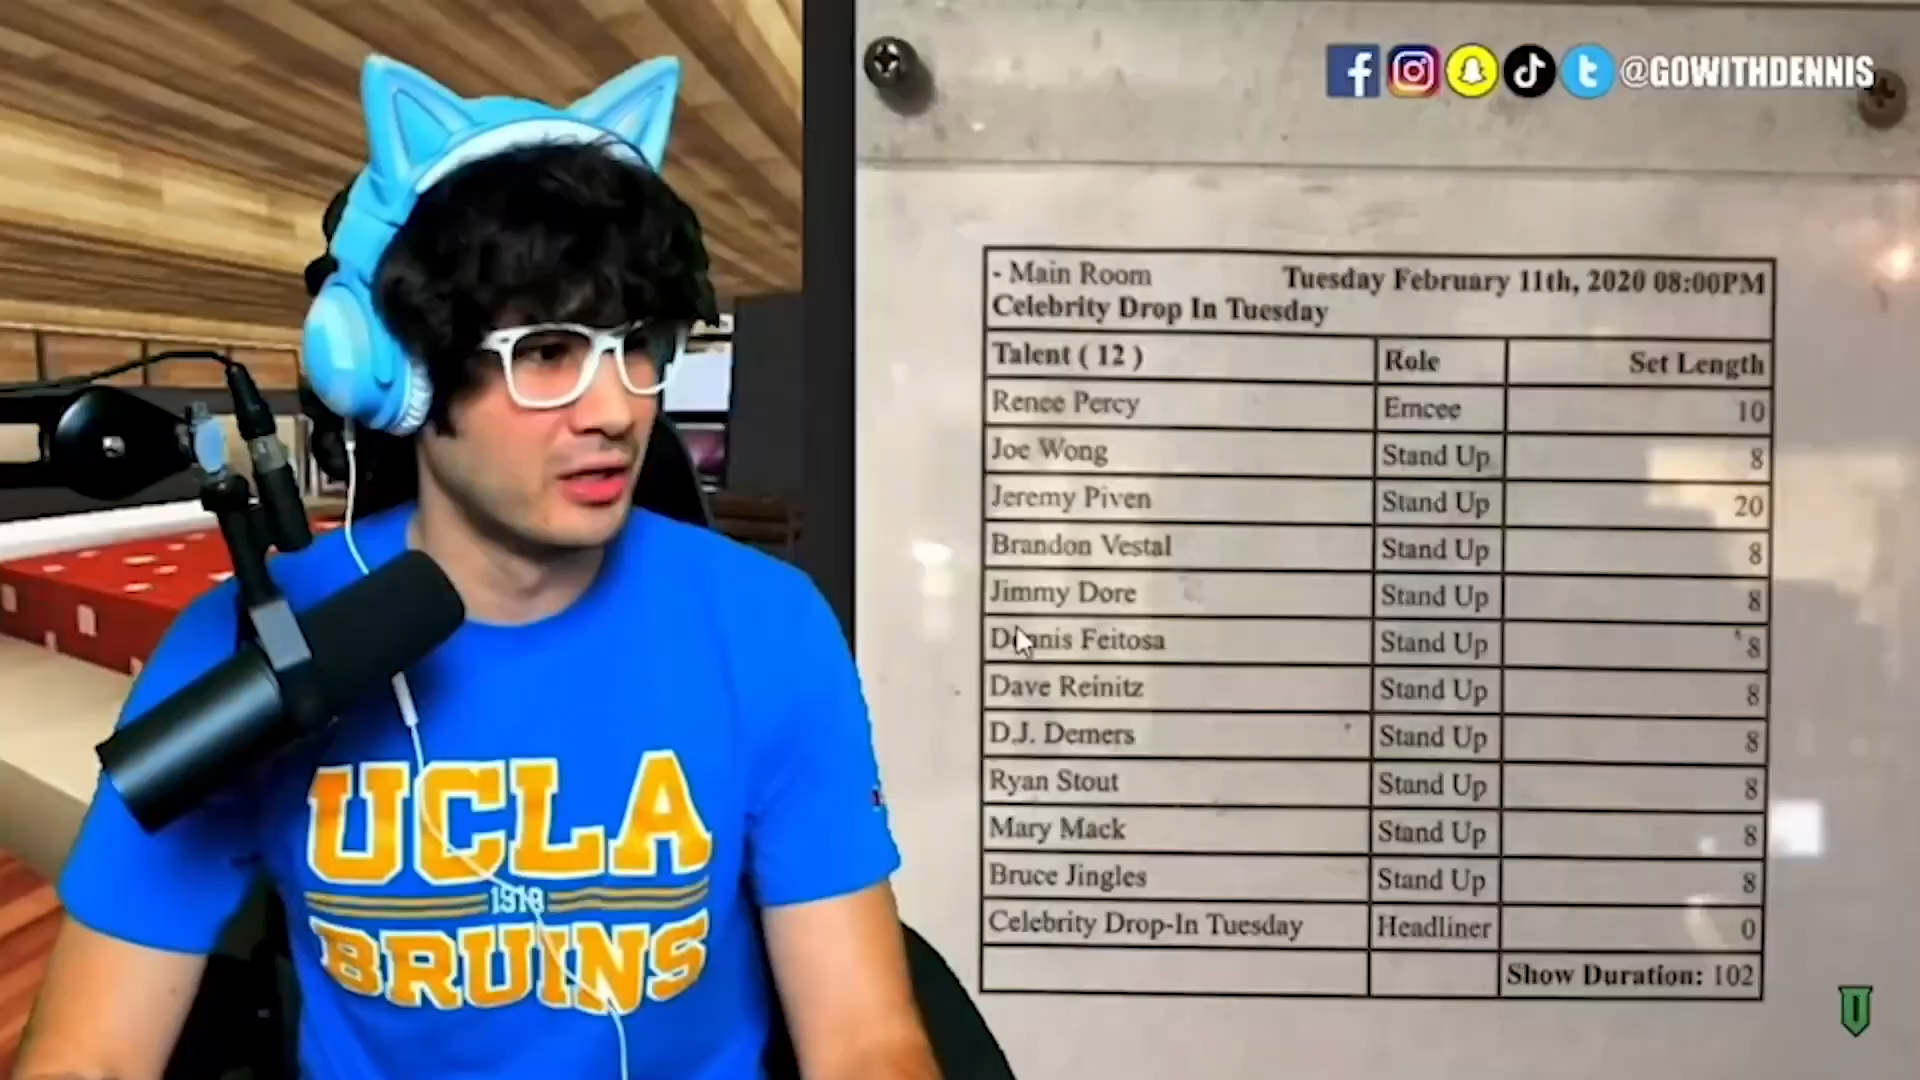 @GOWITHDENNIS
- Main Room Tuesday February 11th, 2020 08:00PM
Celebrity Drop In Tuesday
Talent ( 12 ) Role Set Length
Renee Percy Emcee 10
Joe Wong Stand Up 8
Jeremy Piven Stand Up 20
Brandon Vestal Stand Up 8
Jimmy Dore Stand Up 8
Dennis Feitosa Stand Up 8
Dave Reinitz Stand Up 8
D.J. Demers Stand Up 8
Ryan Stout Stand Up 8
Mary Mack Stand Up 8
Bruce Jingles Stand Up 8
Celebrity Drop-In Tuesday Headliner 0
Show Duration: 102
UCLA
1919
BRUINS